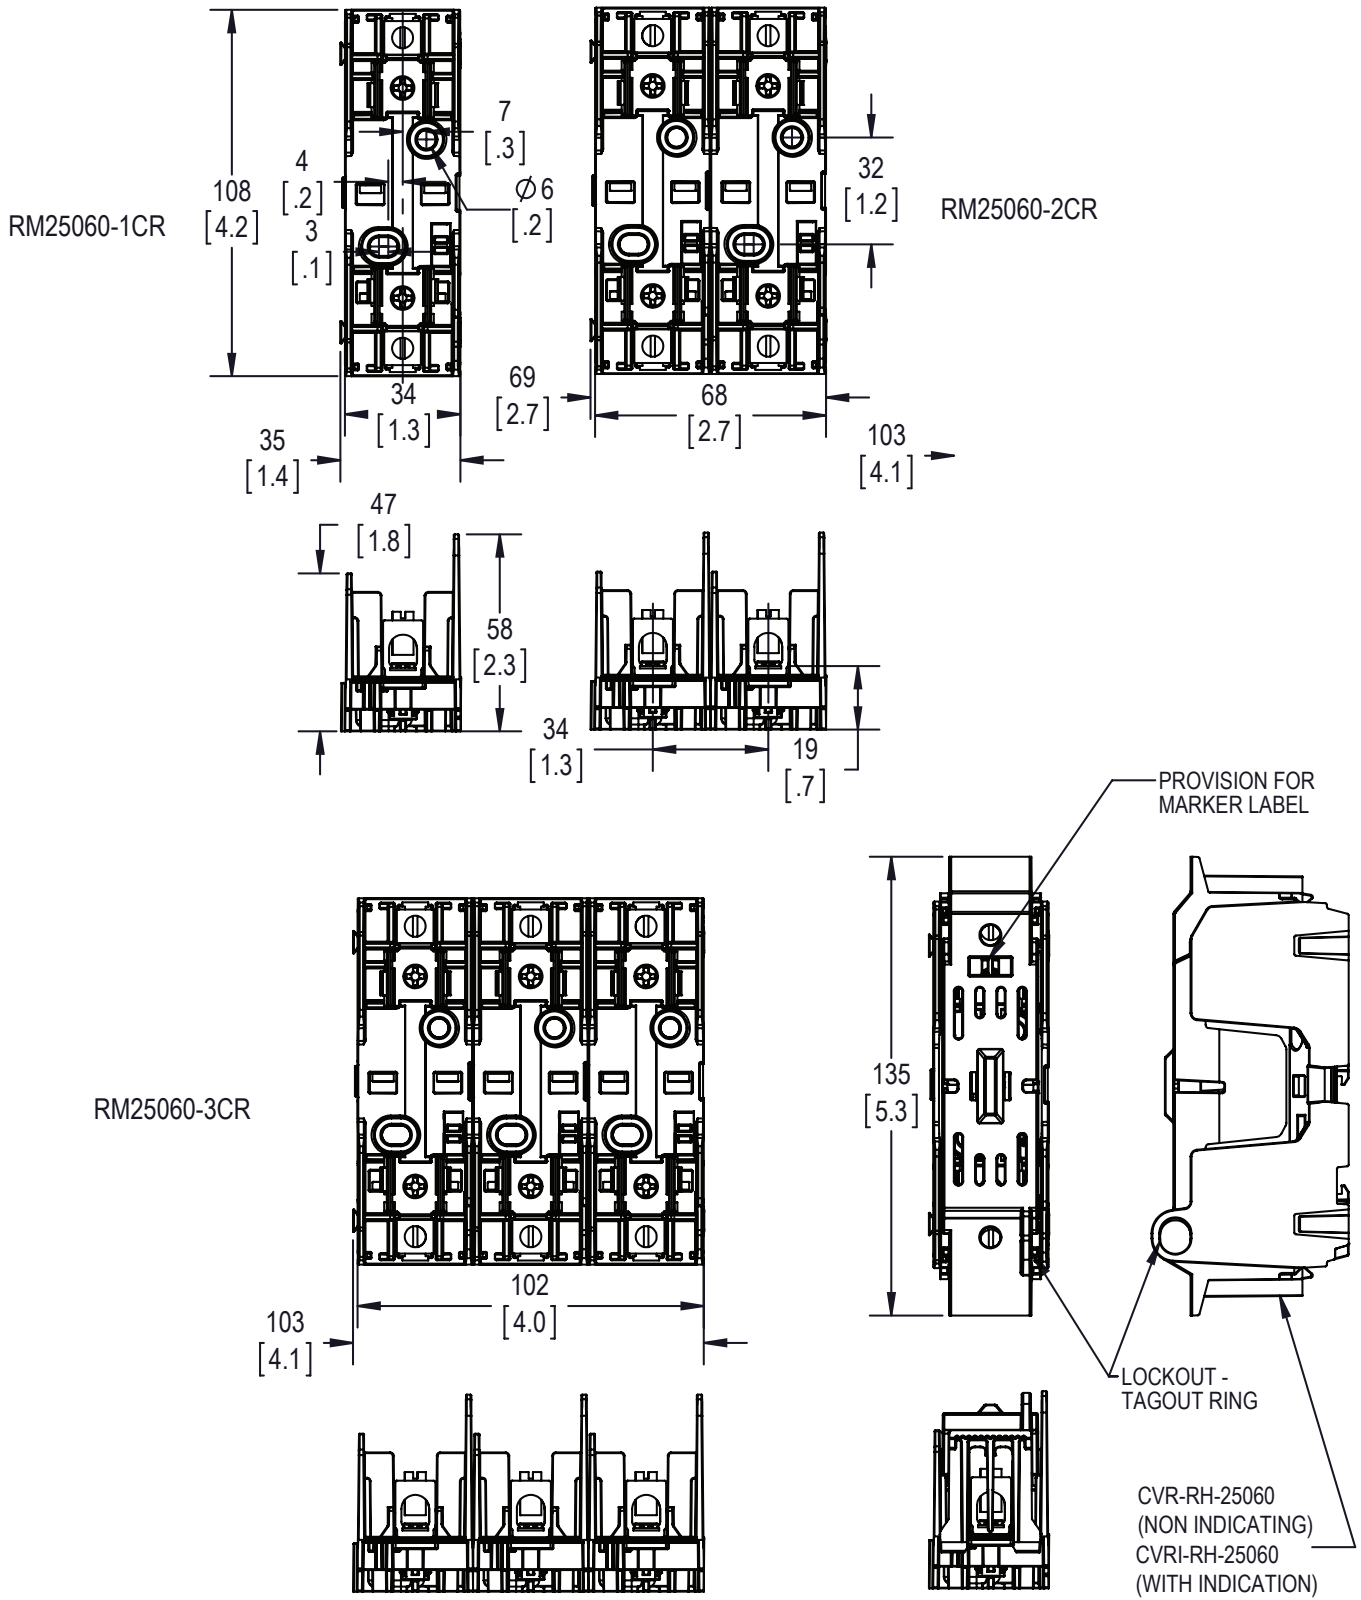 RM25060-1CR
108
[4.2]
4
[.2]
3
[.1]
7
[.3]
Ø6
[.2]
34
[1.3]
35
[1.4]
32
[1.2]
RM25060-2CR
69
[2.7]
68
[2.7]
103
[4.1]
47
[1.8]
58
[2.3]
34
[1.3]
19
[.7]
PROVISION FOR
MARKER LABEL
RM25060-3CR
135
[5.3]
102
[4.0]
103
[4.1]
LOCKOUT -
TAGOUT RING
CVR-RH-25060
(NON INDICATING)
CVRI-RH-25060
(WITH INDICATION)